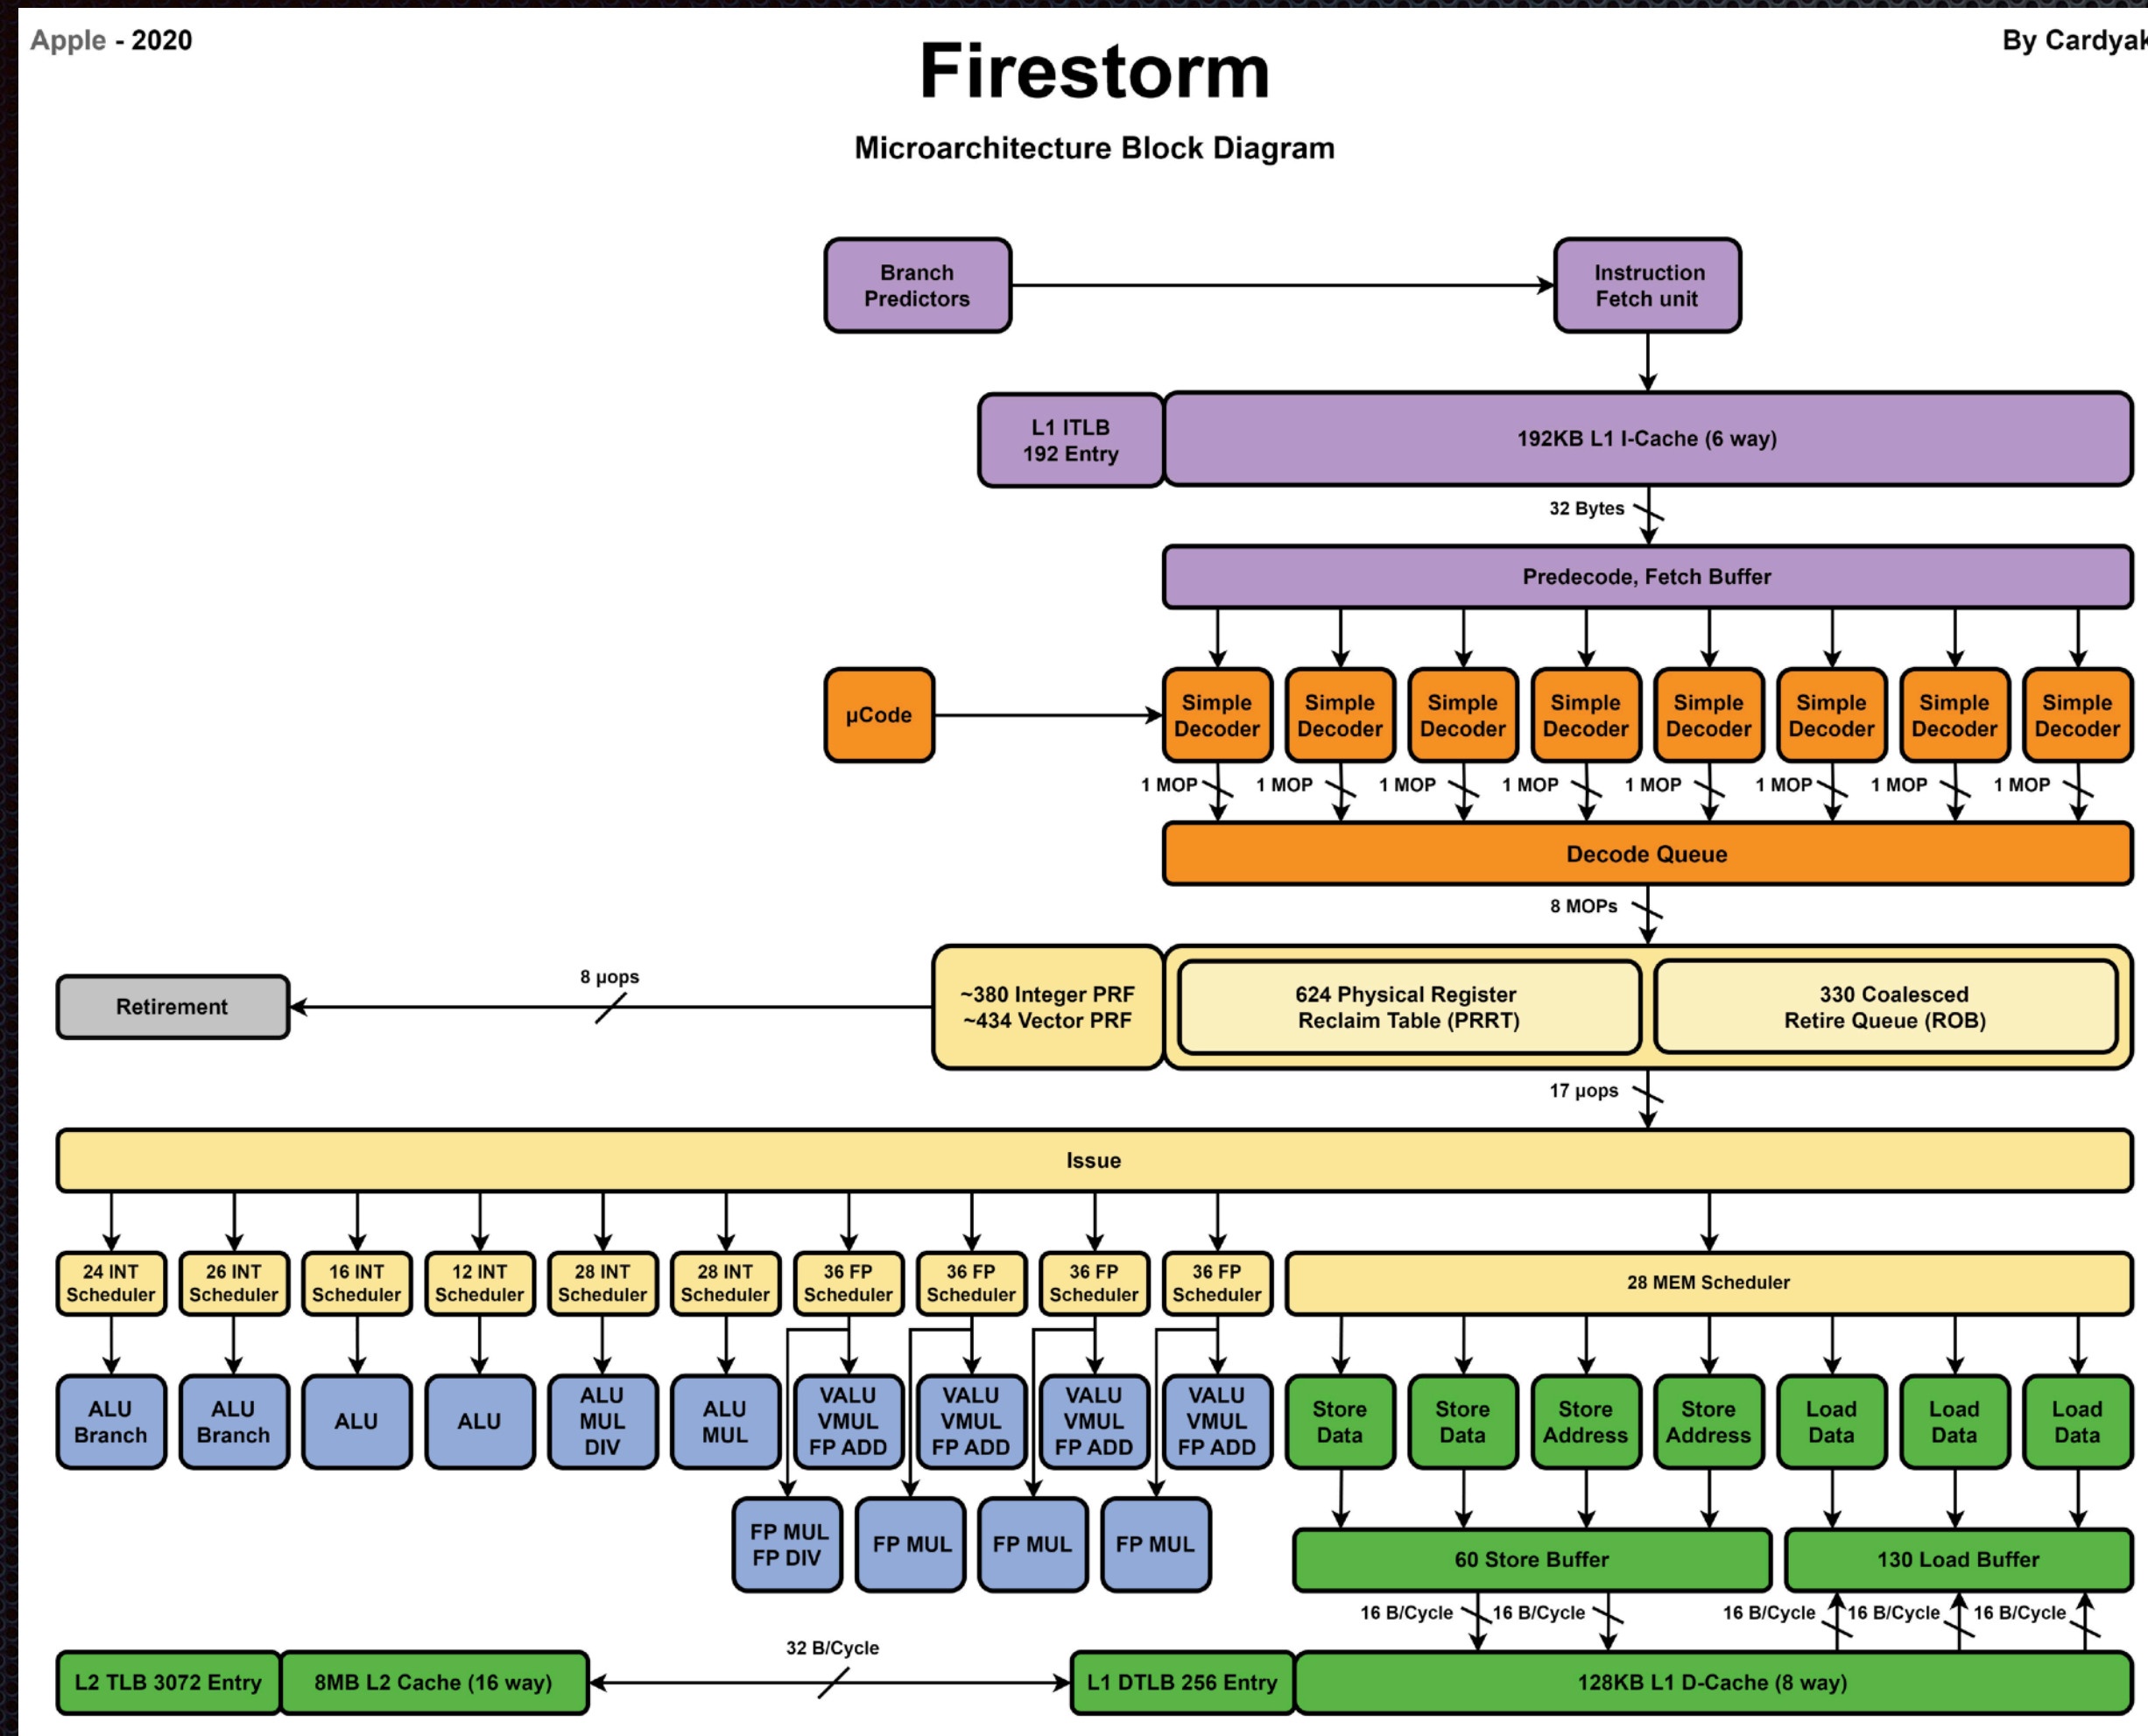 Apple - 2020
By Cardyak
Firestorm
Microarchitecture Block Diagram
Branch
Predictors
Instruction
Fetch unit
L1 ITLB
192 Entry
192KB L1 I-Cache (6 way)
32 Bytes
Predecode, Fetch Buffer
µCode
Simple
Decoder
Simple
Decoder
Simple
Decoder
Simple
Decoder
Simple
Decoder
Simple
Decoder
Simple
Decoder
Simple
Decoder
1 MOP
1 MOP
1 MOP
1 MOP
1 MOP
1 MOP
1 MOP
1 MOP
Decode Queue
8 MOPs
Retirement
8 µops
~380 Integer PRF
~434 Vector PRF
624 Physical Register
Reclaim Table (PRRT)
330 Coalesced
Retire Queue (ROB)
17 µops
Issue
24 INT
Scheduler
26 INT
Scheduler
16 INT
Scheduler
12 INT
Scheduler
28 INT
Scheduler
28 INT
Scheduler
36 FP
Scheduler
36 FP
Scheduler
36 FP
Scheduler
36 FP
Scheduler
28 MEM Scheduler
ALU
Branch
ALU
Branch
ALU
ALU
ALU
MUL
DIV
ALU
MUL
VALU
VMUL
FP ADD
VALU
VMUL
FP ADD
VALU
VMUL
FP ADD
VALU
VMUL
FP ADD
Store
Data
Store
Data
Store
Address
Store
Address
Load
Data
Load
Data
Load
Data
FP MUL
FP DIV
FP MUL
FP MUL
FP MUL
60 Store Buffer
130 Load Buffer
16 B/Cycle
16 B/Cycle
16 B/Cycle
16 B/Cycle
16 B/Cycle
L2 TLB 3072 Entry
8MB L2 Cache (16 way)
32 B/Cycle
L1 DTLB 256 Entry
128KB L1 D-Cache (8 way)